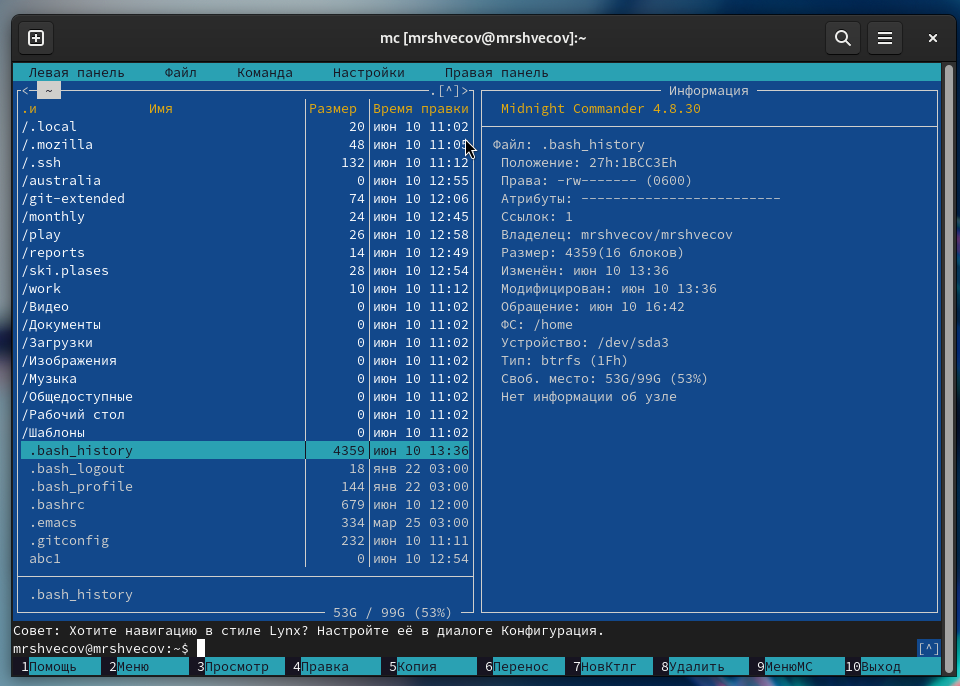 mc [mrshvecov@mrshvecov]:~
Левая панель Файл Команда Настройки Правая панель
<─ ~ .[^]>
.и Имя Размер Время правки
/.local 20 июн 10 11:02
/.mozilla 48 июн 10 11:0
/.ssh 132 июн 10 11:12
/australia 0 июн 10 12:55
/git-extended 74 июн 10 12:06
/monthly 24 июн 10 12:45
/play 26 июн 10 12:58
/reports 14 июн 10 12:49
/ski.plases 28 июн 10 12:54
/work 10 июн 10 11:12
/Видео 0 июн 10 11:02
/Документы 0 июн 10 11:02
/Загрузки 0 июн 10 11:02
/Изображения 0 июн 10 11:02
/Музыка 0 июн 10 11:02
/Общедоступные 0 июн 10 11:02
/Рабочий стол 0 июн 10 11:02
/Шаблоны 0 июн 10 11:02
.bash_history 4359 июн 10 13:36
.bash_logout 18 янв 22 03:00
.bash_profile 144 янв 22 03:00
.bashrc 679 июн 10 12:00
.emacs 334 мар 25 03:00
.gitconfig 232 июн 10 11:11
abc1 0 июн 10 12:54
.bash_history
53G / 99G (53%)
Информация
Midnight Commander 4.8.30
Файл: .bash_history
Положение: 27h:1BCC3Eh
Права: -rw------- (0600)
Атрибуты: -------------------------
Ссылок: 1
Владелец: mrshvecov/mrshvecov
Размер: 4359(16 блоков)
Изменён: июн 10 13:36
Модифицирован: июн 10 13:36
Обращение: июн 10 16:42
ФС: /home
Устройство: /dev/sda3
Тип: btrfs (1Fh)
Своб. место: 53G/99G (53%)
Нет информации об узле
Совет: Хотите навигацию в стиле Lynx? Настройте её в диалоге Конфигурация.
mrshvecov@mrshvecov:~$ [^]
1Помощь 2Меню 3Просмотр 4Правка 5Копия 6Перенос 7НовКтлг 8Удалить 9МенюMC 10Выход